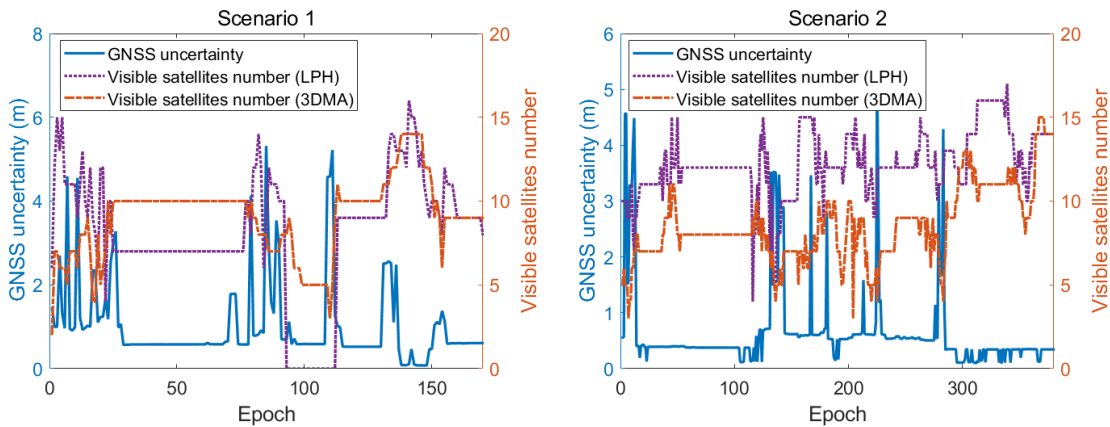 Scenario 1
GNSS uncertainty
Visible satellites number (LPH)
Visible satellites number (3DMA)
GNSS uncertainty (m)
0
2
4
6
8
0
50
100
150
Epoch
0
5
10
15
20
Visible satellites number
Scenario 2
GNSS uncertainty
Visible satellites number (LPH)
Visible satellites number (3DMA)
GNSS uncertainty (m)
0
1
2
3
4
5
6
0
100
200
300
Epoch
0
5
10
15
20
Visible satellites number